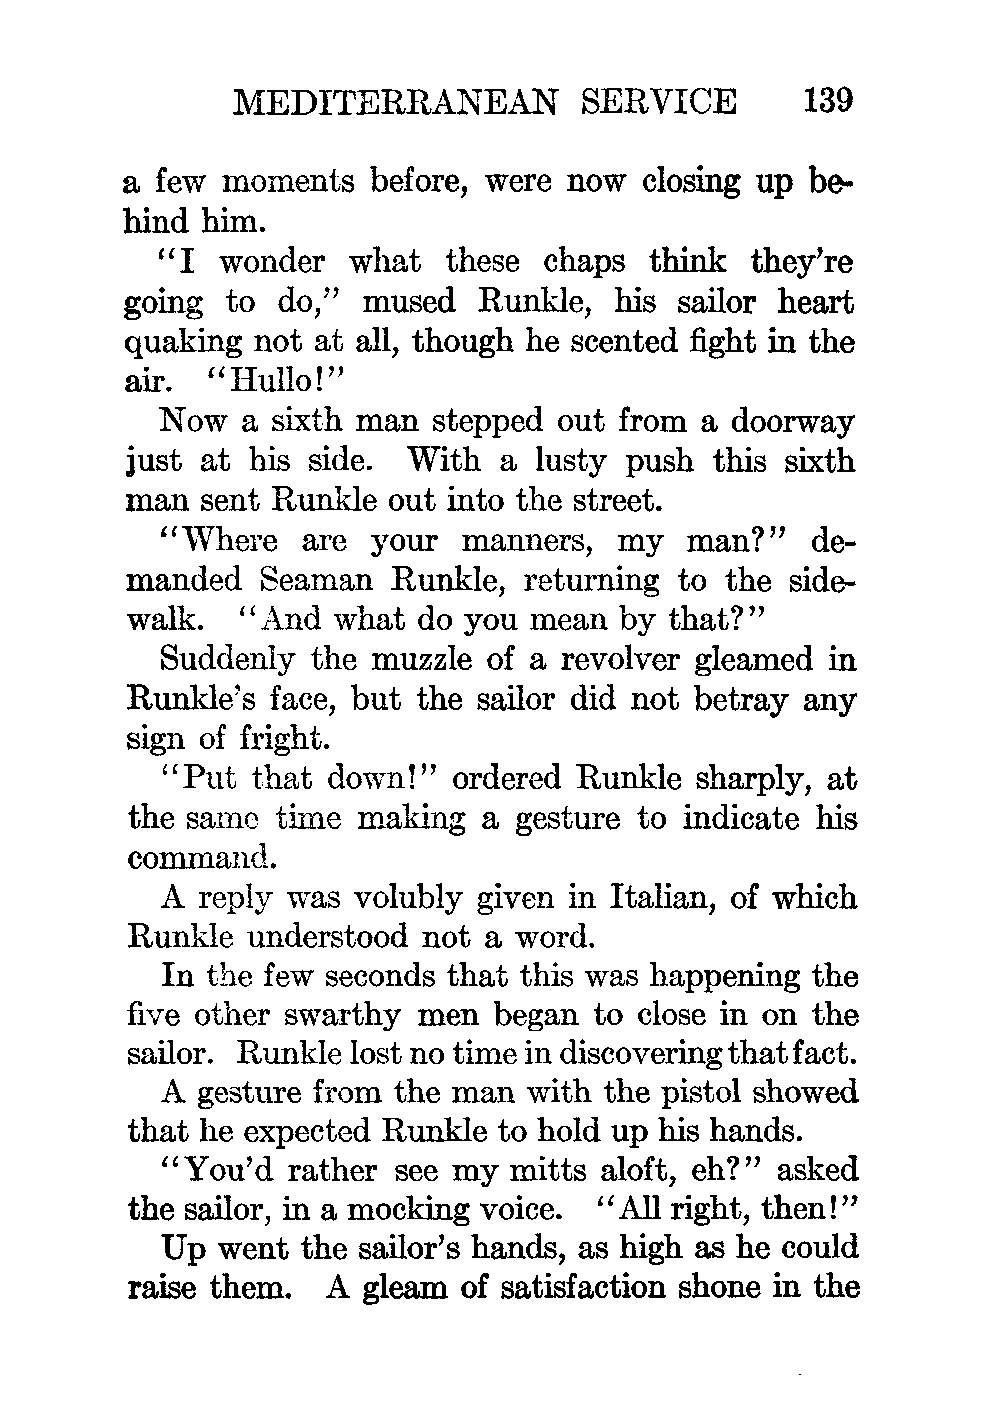 MEDITERRANEAN SERVICE 139
a few moments before, were now closing up be-
hind him.
"I wonder what these chaps think they're
going to do," mused Runkle, his sailor heart
quaking not at all, though he scented fight in the
air. "Hullo!"
Now a sixth man stepped out from a doorway
just at his side. With a lusty push this sixth
man sent Runkle out into the street.
"Where are your manners, my man?" de-
manded Seaman Runkle, returning to the side-
walk. "And what do you mean by that?"
Suddenly the muzzle of a revolver gleamed in
Runkle's face, but the sailor did not betray any
sign of fright.
"Put that down!" ordered Runkle sharply, at
the same time making a gesture to indicate his
command.
A reply was volubly given in Italian, of which
Runkle understood not a word.
In the few seconds that this was happening the
five other swarthy men began to close in on the
sailor. Runkle lost no time in discovering that fact.
A gesture from the man with the pistol showed
that he expected Runkle to hold up his hands.
"You'd rather see my mitts aloft, eh?" asked
the sailor, in a mocking voice. "All right, then!"
Up went the sailor's hands, as high as he could
raise them. A gleam of satisfaction shone in the